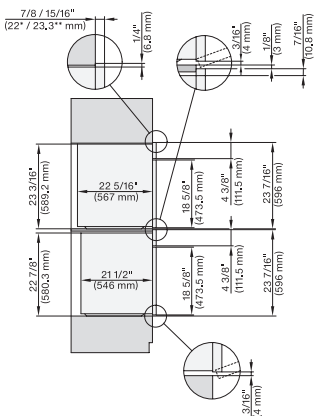 7/8 / 15/16"
(22* / 23.3** mm)
1/4"
(6.8 mm)
3/16"
(4 mm)
1/8"
(3 mm)
7/16"
(10.8 mm)
23 3/16"
(589.2 mm)
22 5/16"
(567 mm)
18 5/8"
(473.5 mm)
4 3/8"
(111.5 mm)
23 7/16"
(596 mm)
22 7/8"
(580.3 mm)
21 1/2"
(546 mm)
18 5/8"
(473.5 mm)
4 3/8"
(111.5 mm)
23 7/16"
(596 mm)
3/16"
(4 mm)